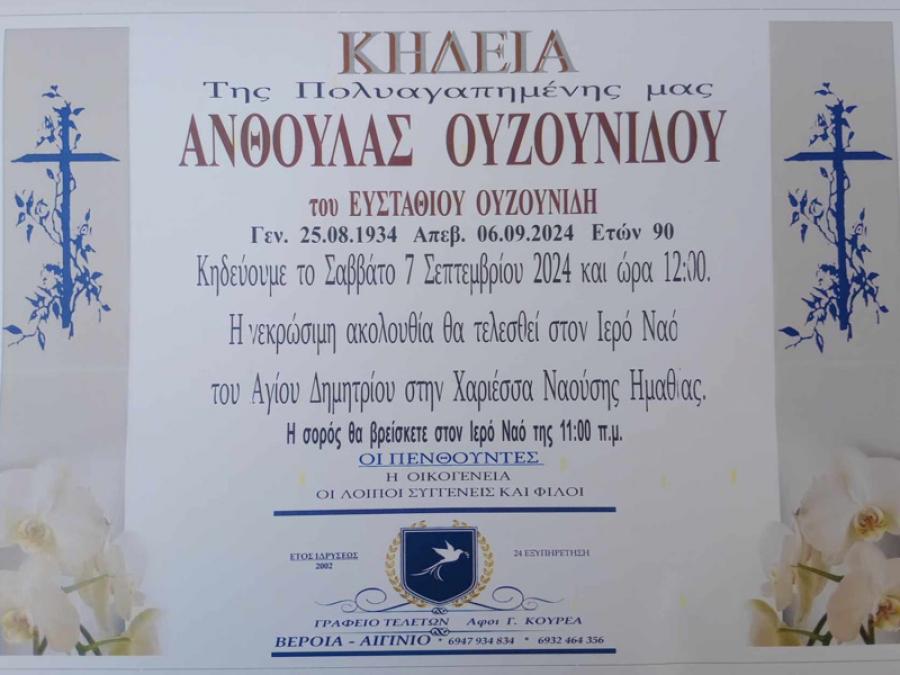 ΚΗΔΕΙΑ
Της Πολυαγαπημένης μας
ΑΝΘΟΥΛΑΣ ΟΥΖΟΥΝΙΔΟΥ
του ΕΥΣΤΑΘΙΟΥ ΟΥΖΟΥΝΙΔΗ
Γεν. 25.08.1934 Απεβ. 06.09.2024 Ετών 90
Κηδεύουμε το Σαββάτο 7 Σεπτεμβρίου 2024 και ώρα 12:00.
Η νεκρώσιμη ακολουθία θα τελεσθεί στον Ιερό Ναό
του Αγίου Δημητρίου στην Χαριέσσα Ναούσης Ημαθίας.
Η σορός θα βρείσκετε στον Ιερό Ναό της 11:00 π.μ.
ΟΙ ΠΕΝΘΟΥΝΤΕΣ
Η ΟΙΚΟΓΕΝΕΙΑ
ΟΙ ΛΟΙΠΟΙ ΣΥΓΓΕΝΕΙΣ ΚΑΙ ΦΙΛΟΙ
ΕΤΟΣ ΙΔΡΥΣΕΩΣ
2002
24 ΕΞΥΠΗΡΕΤΗΣΗ
ΓΡΑΦΕΙΟ ΤΕΛΕΤΩΝ Αφοι Γ. ΚΟΥΡΕΑ
ΒΕΡΟΙΑ - ΑΙΓΙΝΙΟ * 6947 934 834 * 6932 464 356